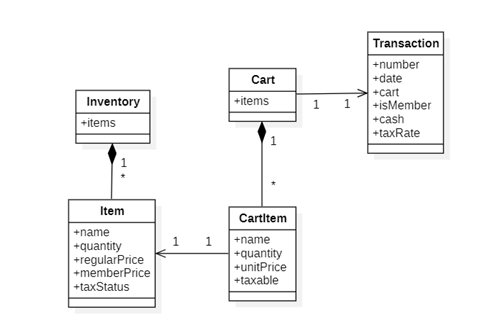 Transaction
+number
+date
+cart
+isMember
+cash
+taxRate
Cart
+items
1
1
1
*
Inventory
+items
1
*
Item
+name
+quantity
+regularPrice
+memberPrice
+taxStatus
1
1
CartItem
+name
+quantity
+unitPrice
+taxable